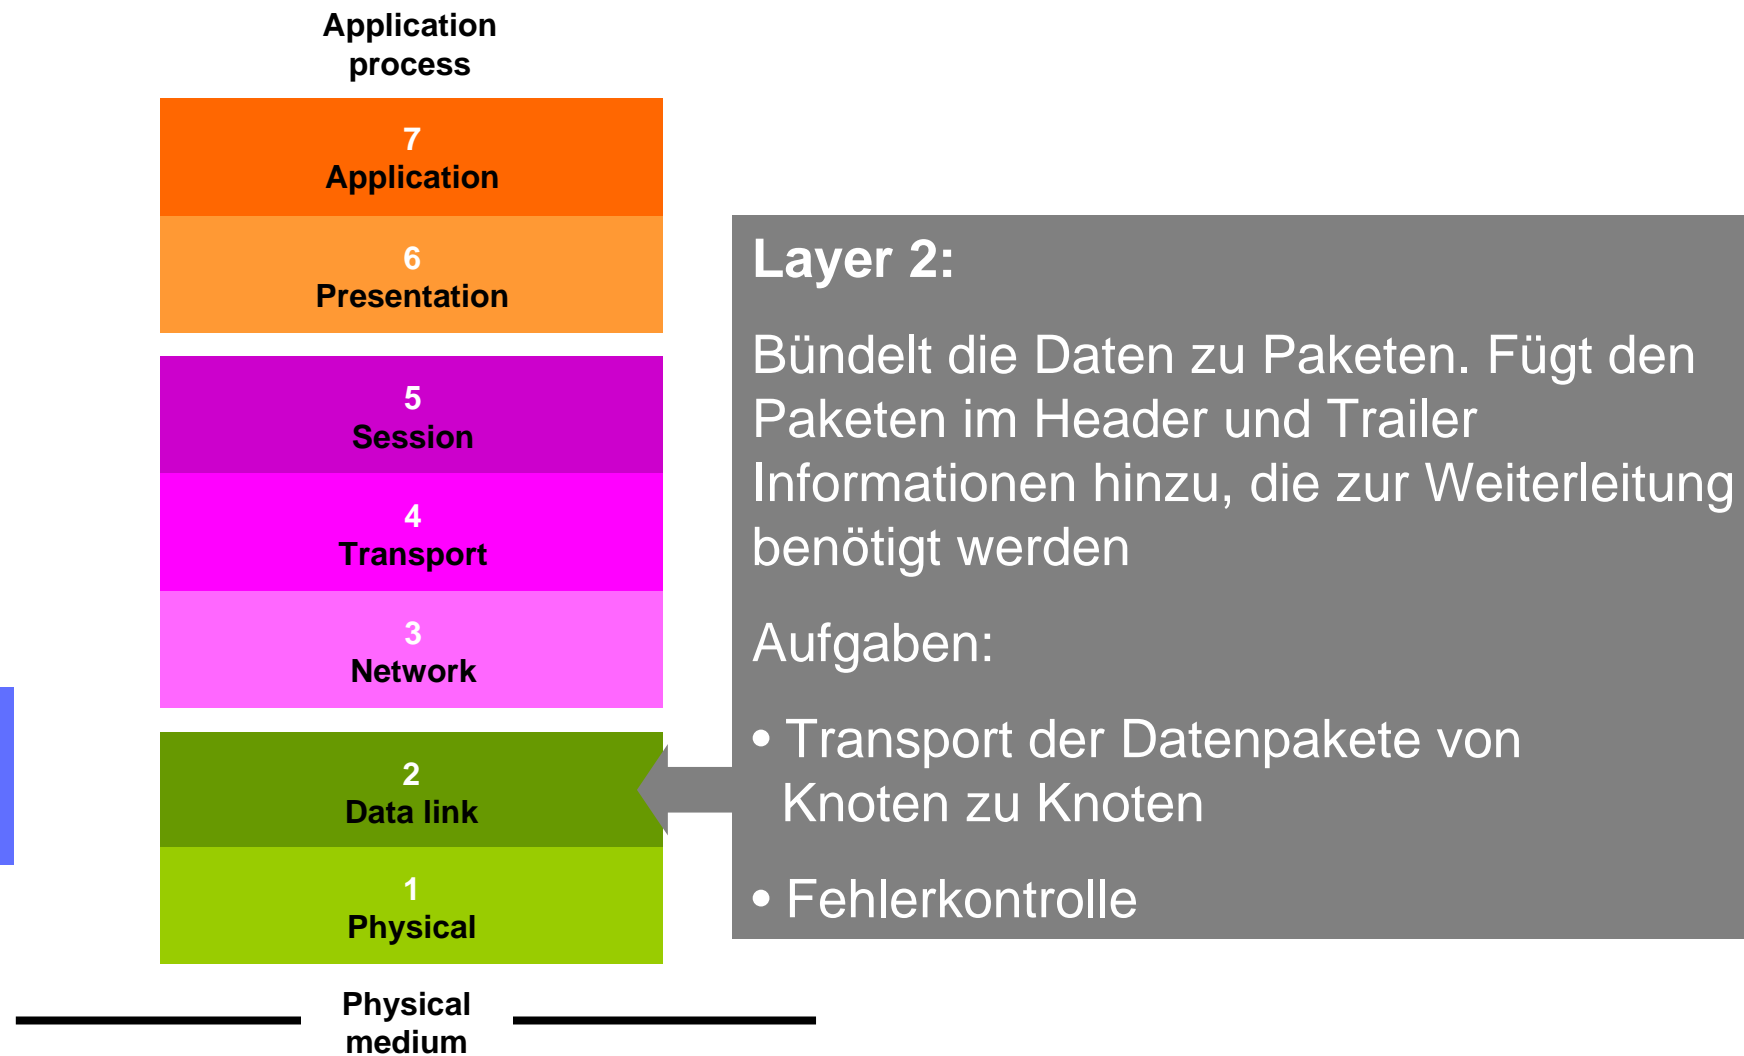 Application
process
7
Application
6
Presentation
5
Session
4
Transport
3
Network
2
Data link
1
Physical
Physical
medium
Layer 2:
Bündelt die Daten zu Paketen. Fügt den
Paketen im Header und Trailer
Informationen hinzu, die zur Weiterleitung
benötigt werden
Aufgaben:
• Transport der Datenpakete von
Knoten zu Knoten
• Fehlerkontrolle